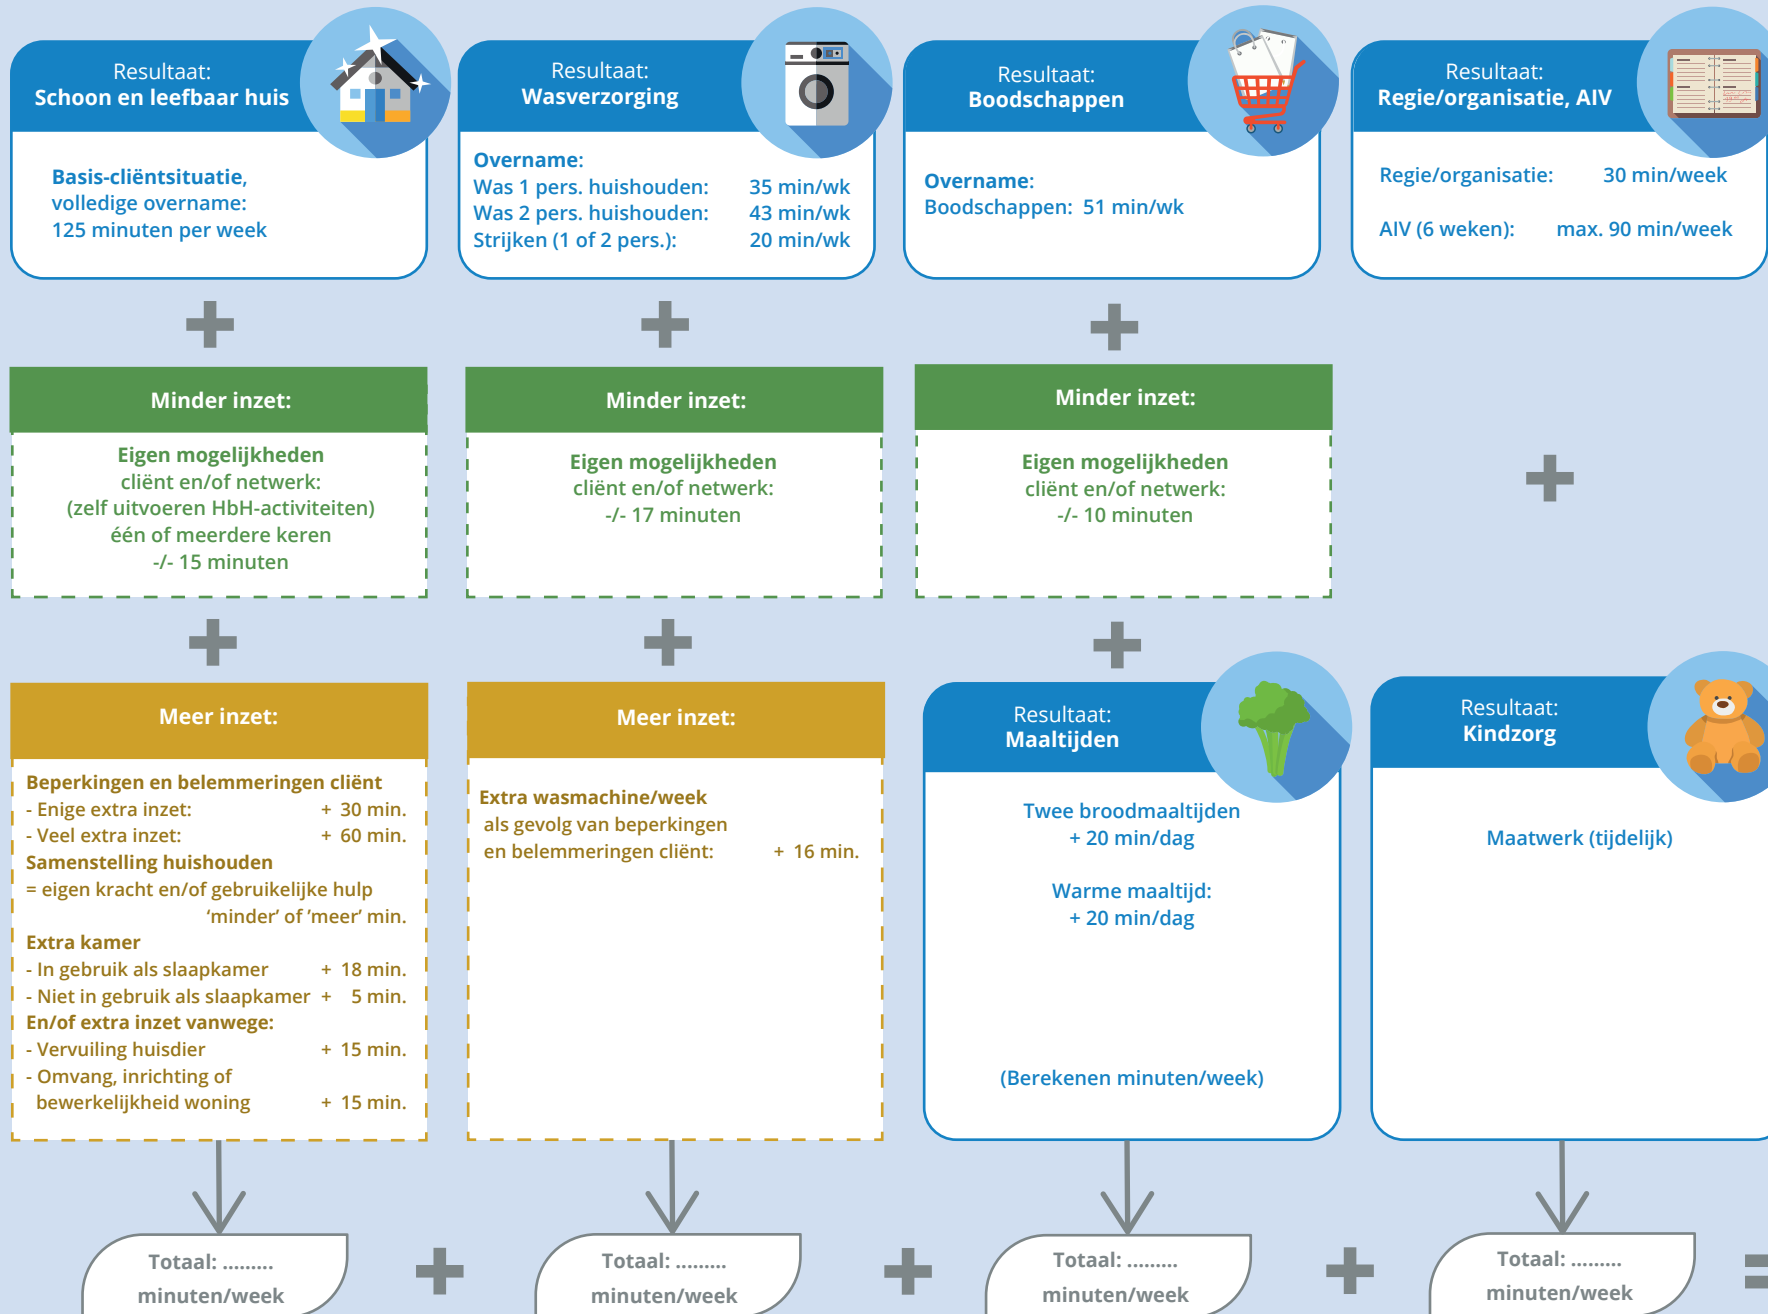 Resultaat:
Schoon en leefbaar huis
Basis-cliëntsituatie,
volledige overname:
125 minuten per week
Minder inzet:
Eigen mogelijkheden
cliënt en/of netwerk:
(zelf uitvoeren HbH-activiteiten)
één of meerdere keren
-/- 15 minuten
Meer inzet:
Beperkingen en belemmeringen cliënt
- Enige extra inzet: + 30 min.
- Veel extra inzet: + 60 min.
Samenstelling huishouden
= eigen kracht en/of gebruikelijke hulp
‘minder’ of ’meer’ min.
Extra kamer
- In gebruik als slaapkamer + 18 min.
- Niet in gebruik als slaapkamer + 5 min.
En/of extra inzet vanwege:
- Vervuiling huisdier + 15 min.
- Omvang, inrichting of
bewerkelijkheid woning + 15 min.
Totaal: .........
minuten/week
Resultaat:
Wasverzorging
Overname:
Was 1 pers. huishouden: 35 min/wk
Was 2 pers. huishouden: 43 min/wk
Strijken (1 of 2 pers.): 20 min/wk
Minder inzet:
Eigen mogelijkheden
cliënt en/of netwerk:
-/- 17 minuten
Meer inzet:
Extra wasmachine/week
als gevolg van beperkingen
en belemmeringen cliënt: + 16 min.
Totaal: .........
minuten/week
Resultaat:
Boodschappen
Overname:
Boodschappen: 51 min/wk
Minder inzet:
Eigen mogelijkheden
cliënt en/of netwerk:
-/- 10 minuten
Resultaat:
Maaltijden
Twee broodmaaltijden
+ 20 min/dag
Warme maaltijd:
+ 20 min/dag
(Berekenen minuten/week)
Totaal: .........
minuten/week
Resultaat:
Regie/organisatie, AIV
Regie/organisatie: 30 min/week
AIV (6 weken): max. 90 min/week
Resultaat:
Kindzorg
Maatwerk (tijdelijk)
Totaal: .........
minuten/week